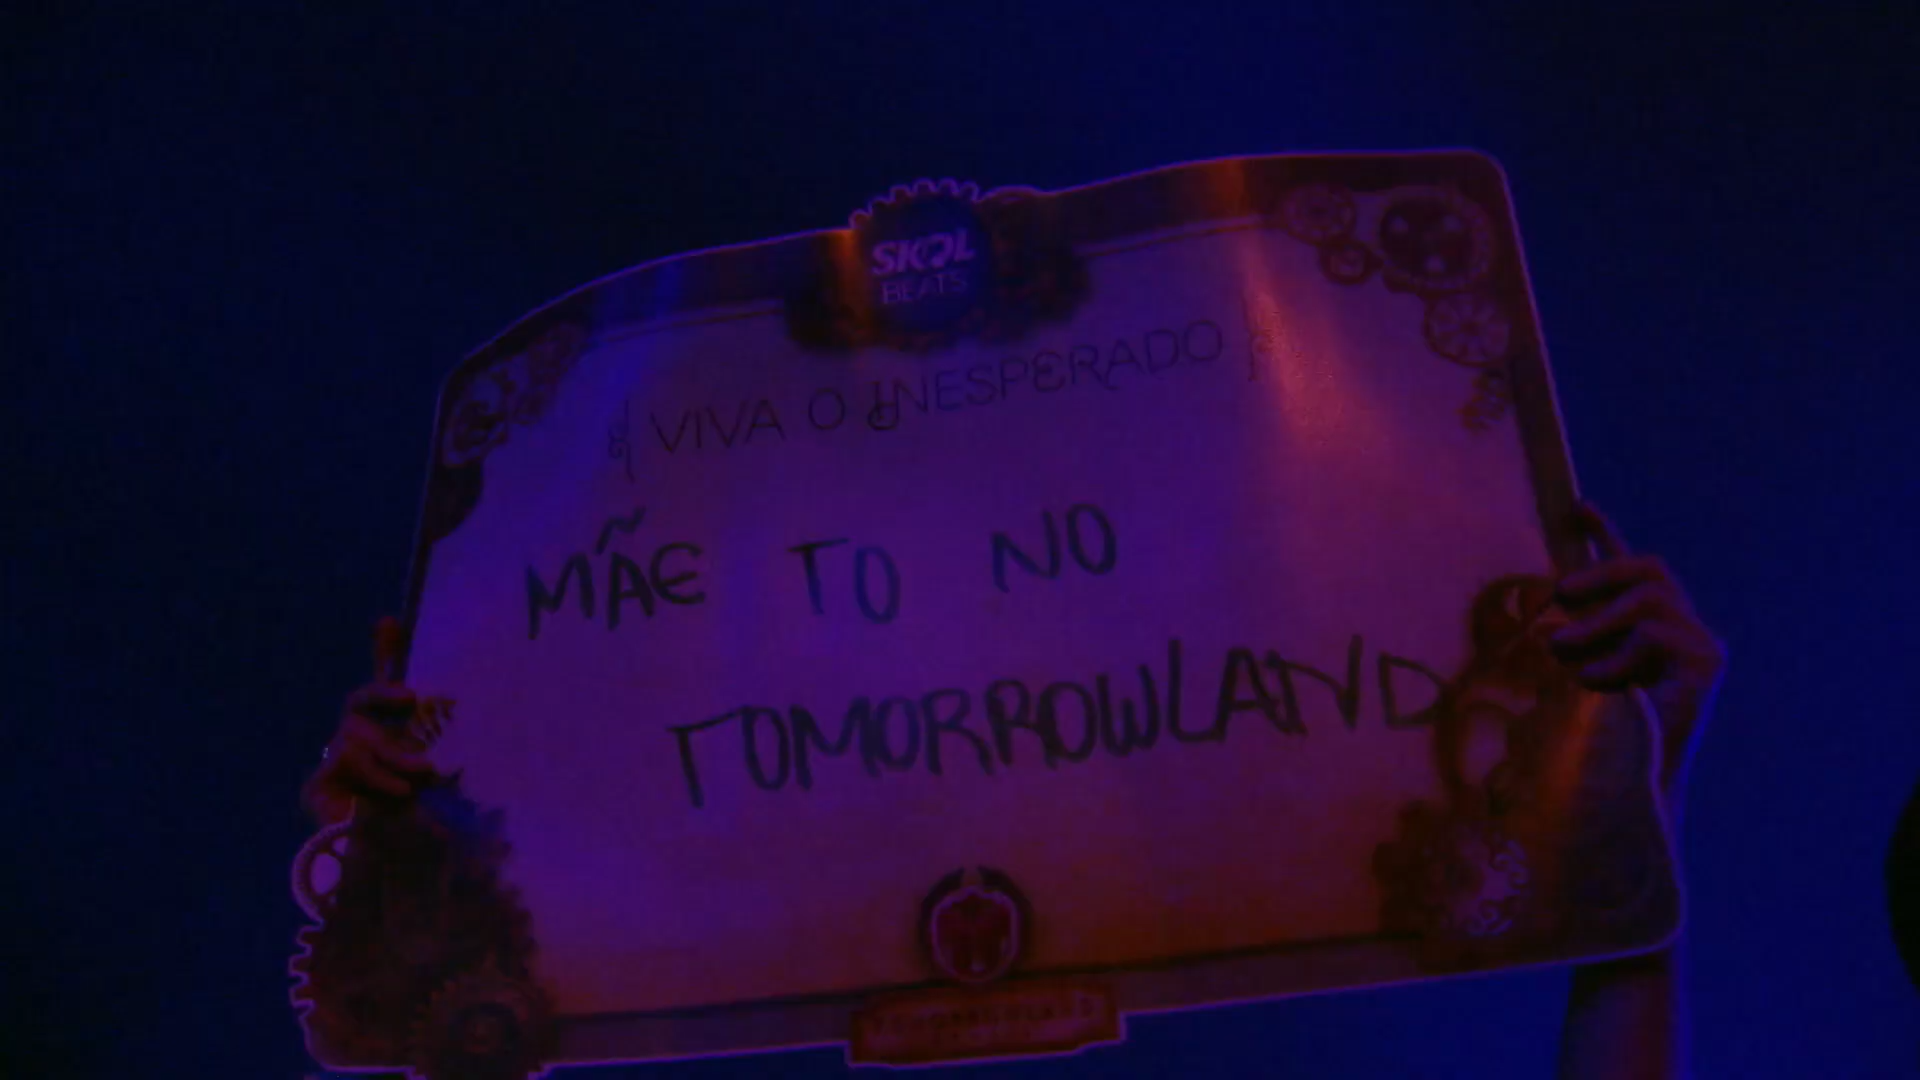 SKOL
BEATS
VIVA O INESPERADO
MÃE TO NO
TOMORROWLAND